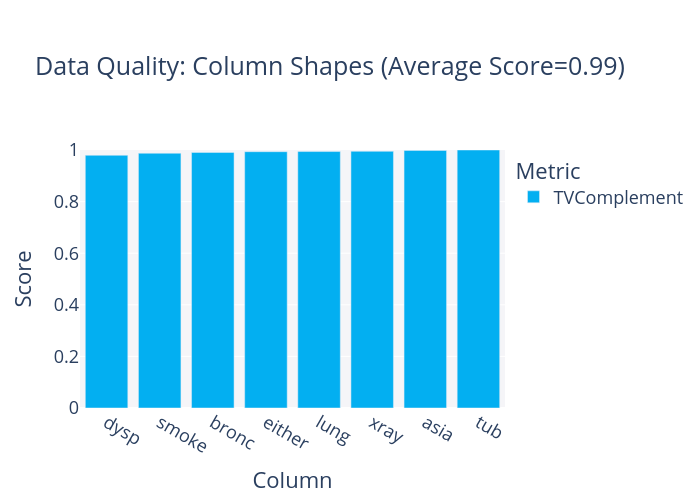 Data Quality: Column Shapes (Average Score=0.99)
1
0.8
0.6
0.4
0.2
0
Score
dysp
smoke
bronc
either
lung
xray
asia
tub
Column
Metric
TVComplement